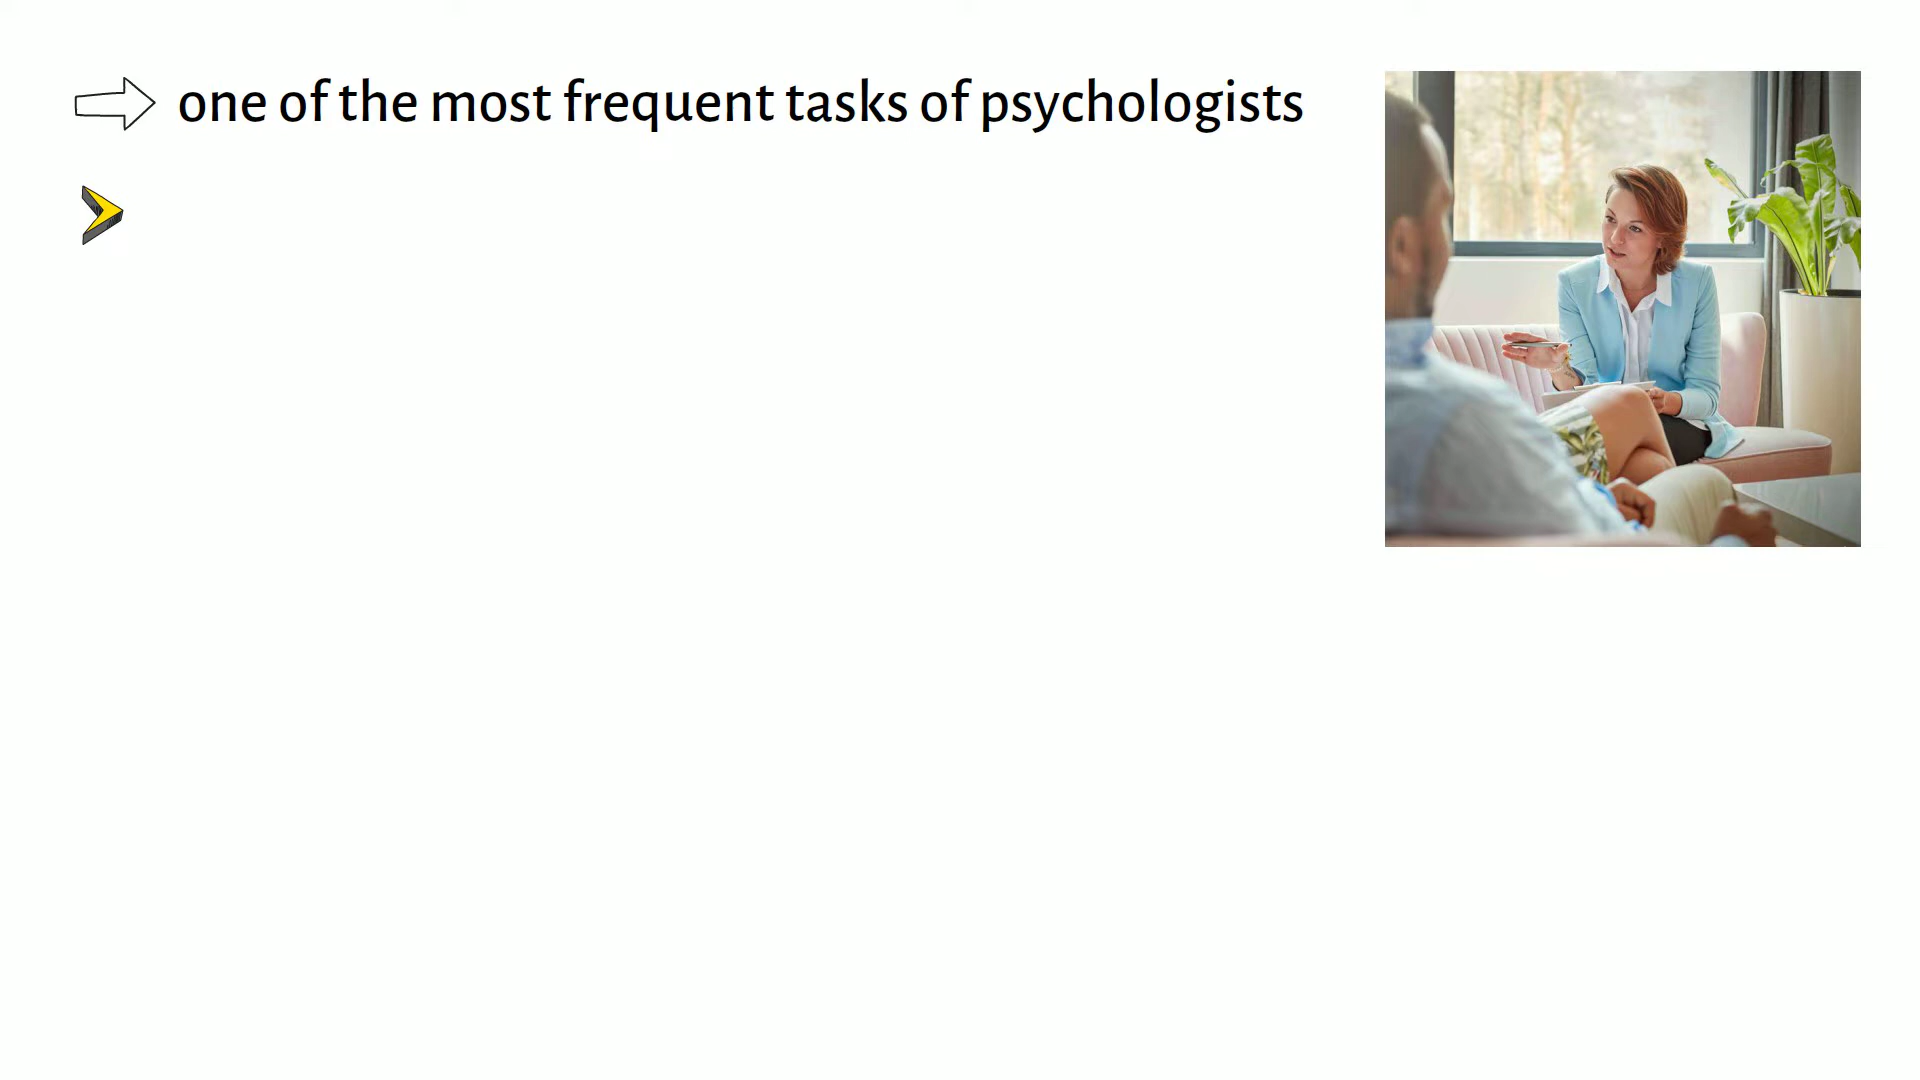 one of the most frequent tasks of psychologists